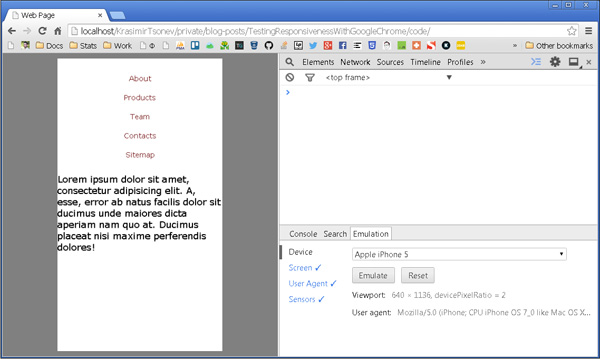 Web Page
localhost/KrasimirTsonev/private/blog-posts/TestingResponsivenessWithGoogleChrome/code/
Docs Stats Work Φ » Other bookmarks
About
Products
Team
Contacts
Sitemap
Lorem ipsum dolor sit amet,
consectetur adipisicing elit. A,
esse, error ab natus facilis dolor sit
ducimus unde maiores dicta
aperiam nam quo at. Ducimus
placeat nisi maxime perferendis
dolores!
Elements Network Sources Timeline Profiles »
<top frame>
Console Search Emulation
Device
Screen ✓
User Agent ✓
Sensors ✓
Apple iPhone 5
Emulate Reset
Viewport: 640 × 1136, devicePixelRatio = 2
User agent: Mozilla/5.0 (iPhone; CPU iPhone OS 7_0 like Mac OS X...